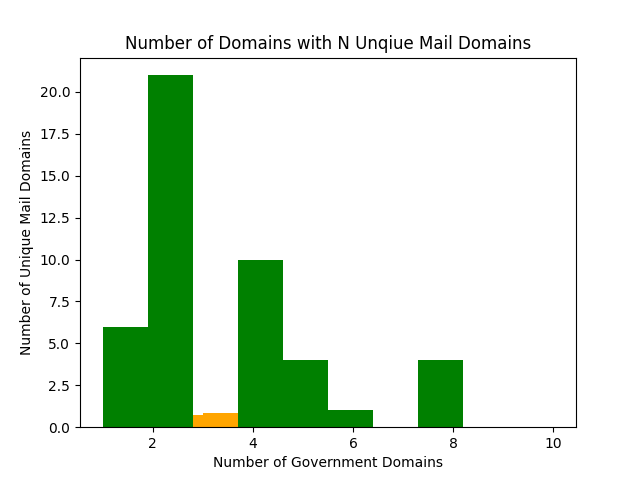 Number of Domains with N Unqiue Mail Domains
20.0
17.5
15.0
12.5
10.0
7.5
5.0
2.5
0.0
Number of Unique Mail Domains
2 4 6 8 10
Number of Government Domains